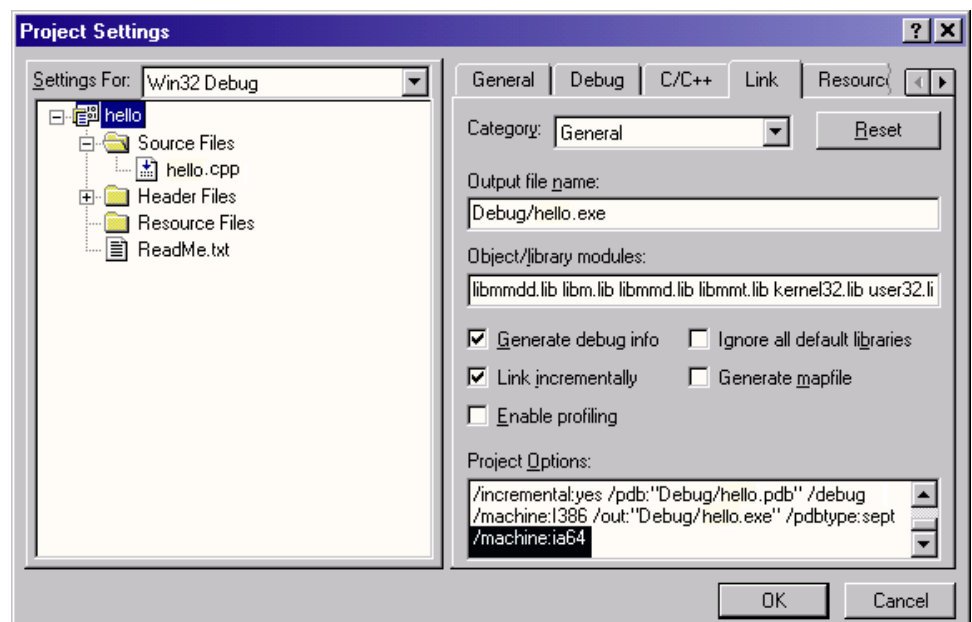 Project Settings
Settings For: Win32 Debug
hello
Source Files
hello.cpp
Header Files
Resource Files
ReadMe.txt
General Debug C/C++ Link Resourc
Category: General Reset
Output file name:
Debug/hello.exe
Object/library modules:
libmmdd.lib libm.lib libmmd.lib libmmt.lib kernel32.lib user32.li
Generate debug info Ignore all default libraries
Link incrementally Generate mapfile
Enable profiling
Project Options:
/incremental:yes /pdb:"Debug/hello.pdb" /debug
/machine:I386 /out:"Debug/hello.exe" /pdbtype:sept
/machine:ia64
OK Cancel